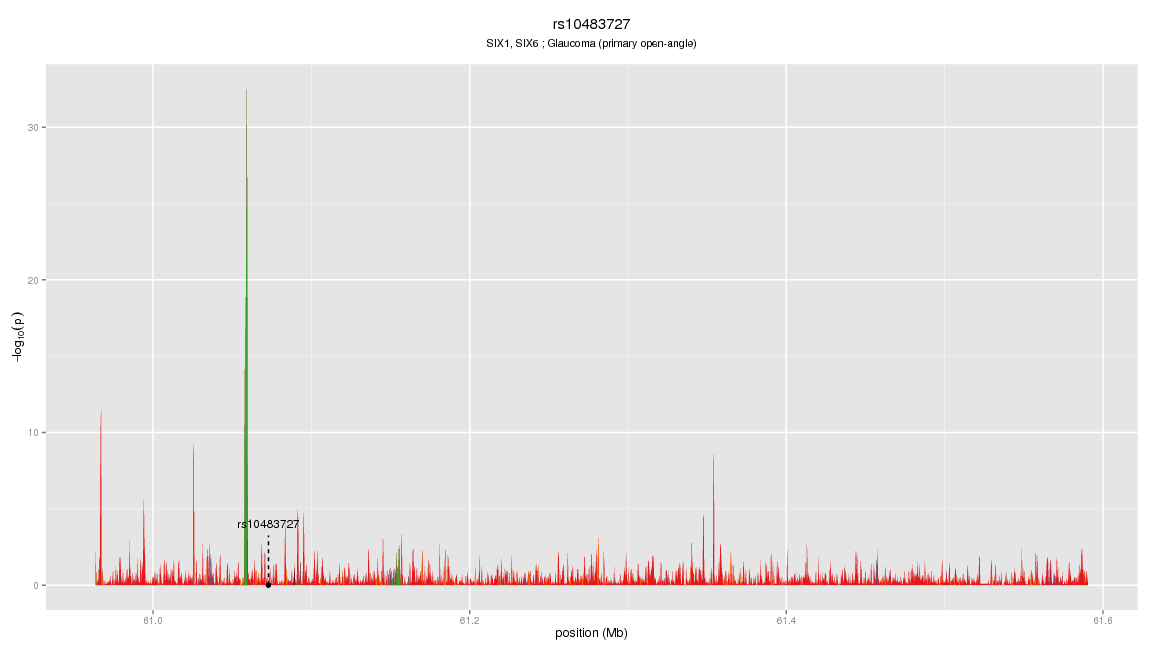 rs10483727
SIX1, SIX6 ; Glaucoma (primary open-angle)
−log10(p)
30
20
10
0
rs10483727
61.0
61.2
61.4
61.6
position (Mb)